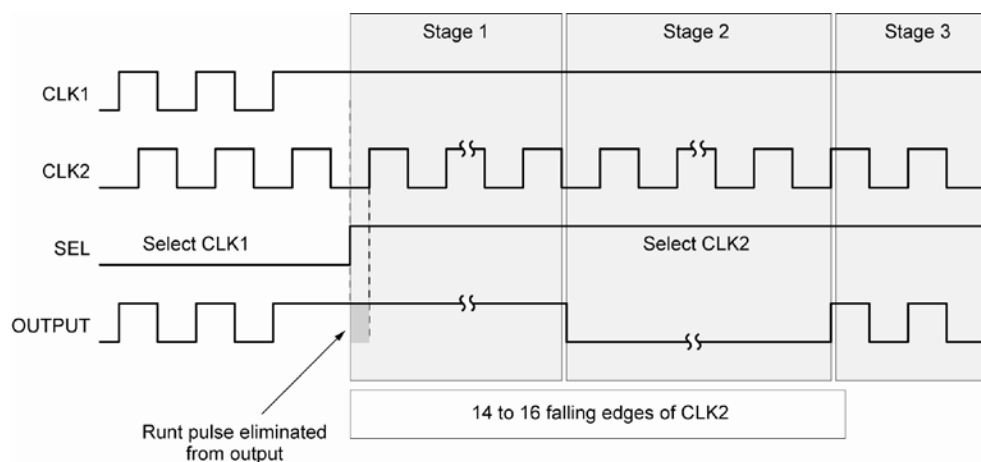 Stage 1
Stage 2
Stage 3
CLK1
CLK2
SEL
Select CLK1
Select CLK2
OUTPUT
14 to 16 falling edges of CLK2
Runt pulse eliminated
from output